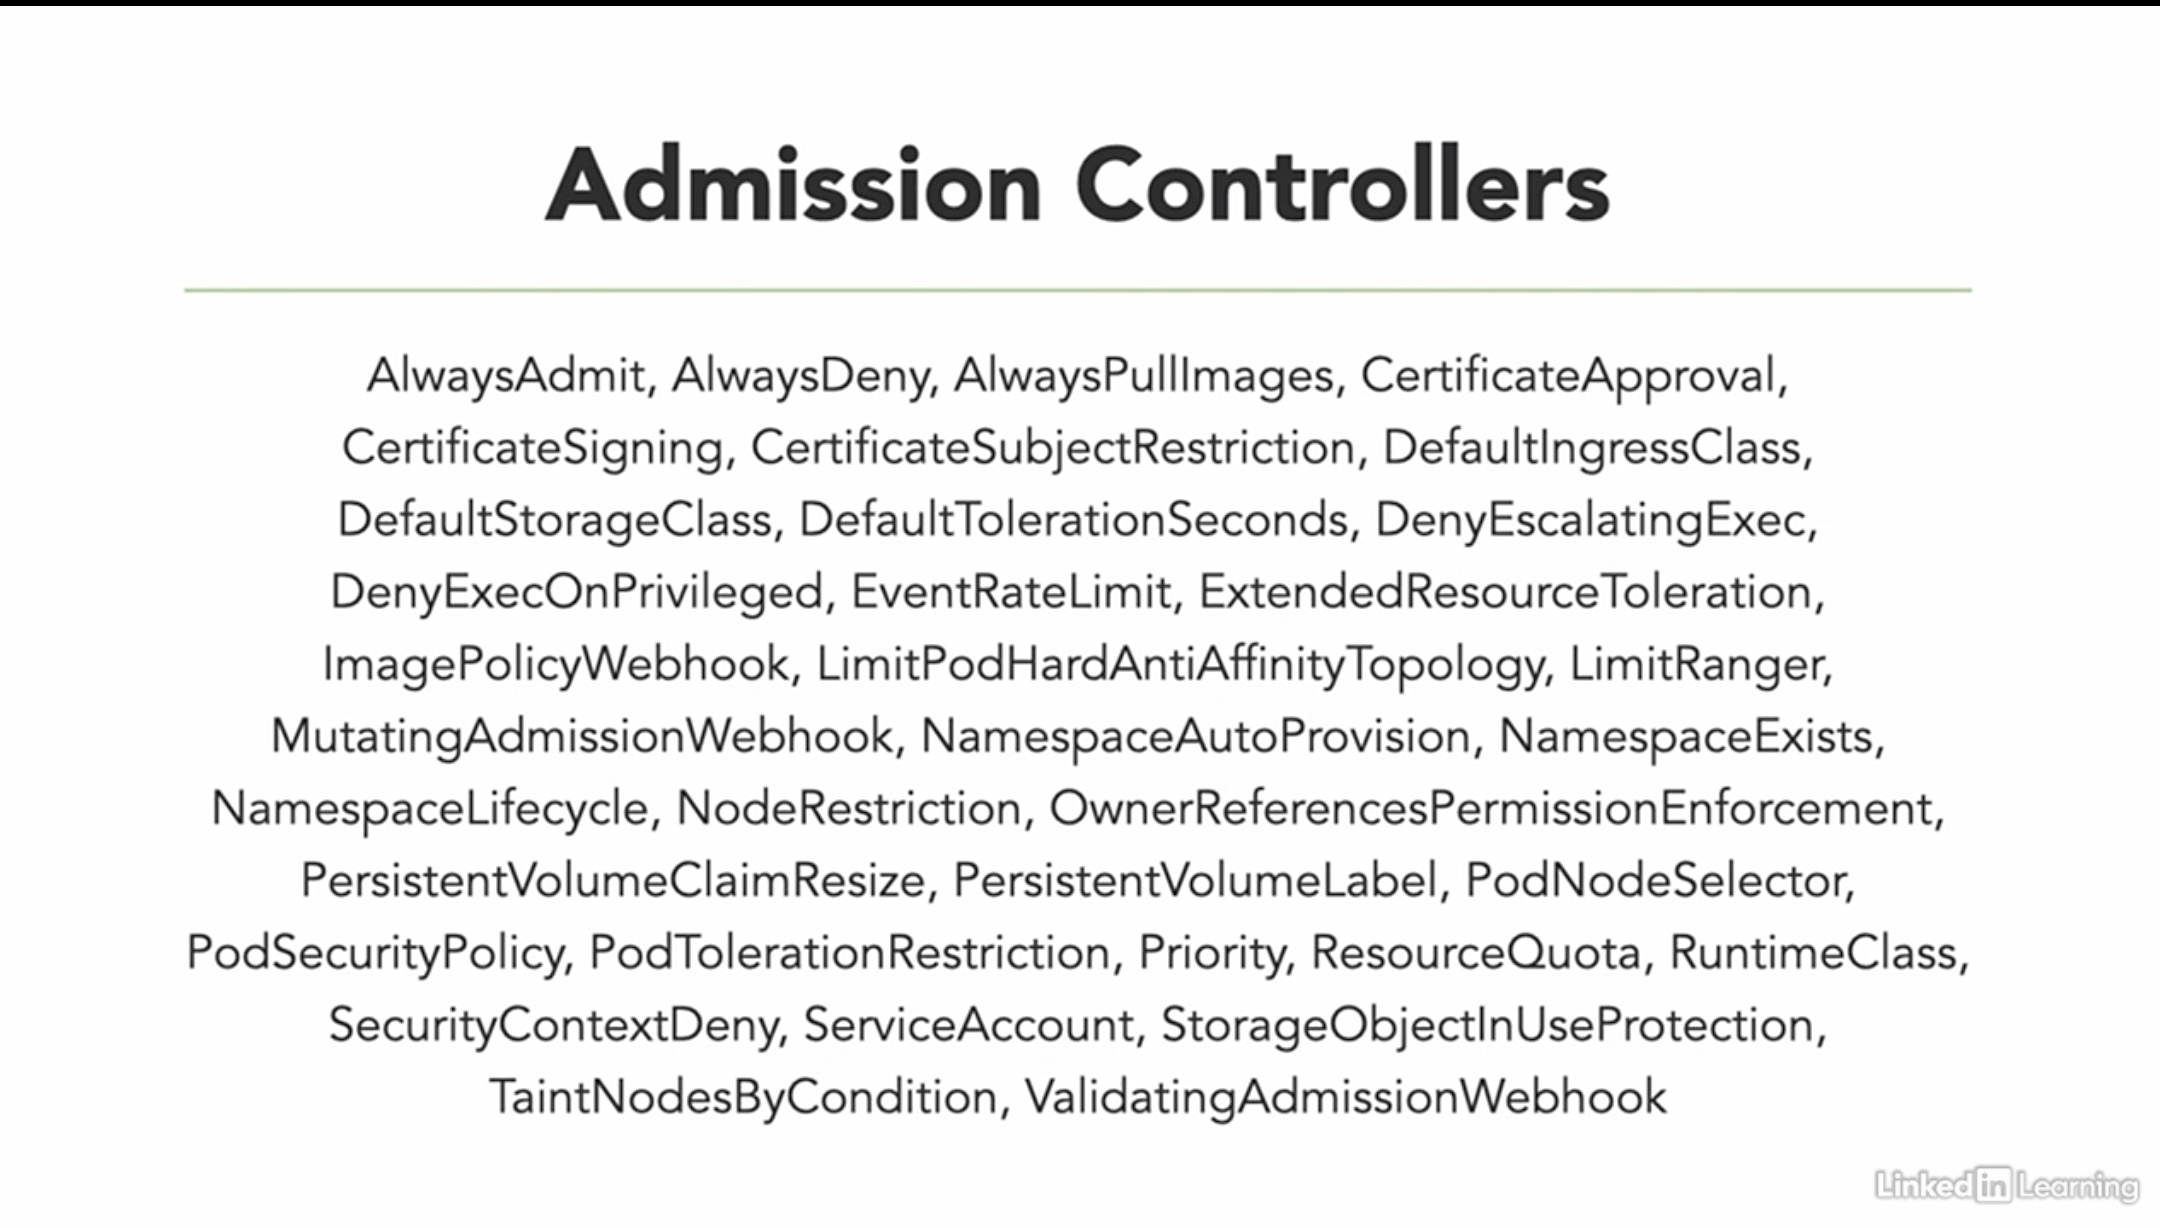 Admission Controllers
AlwaysAdmit, AlwaysDeny, AlwaysPullImages, CertificateApproval,
CertificateSigning, CertificateSubjectRestriction, DefaultIngressClass,
DefaultStorageClass, DefaultTolerationSeconds, DenyEscalatingExec,
DenyExecOnPrivileged, EventRateLimit, ExtendedResourceToleration,
ImagePolicyWebhook, LimitPodHardAntiAffinityTopology, LimitRanger,
MutatingAdmissionWebhook, NamespaceAutoProvision, NamespaceExists,
NamespaceLifecycle, NodeRestriction, OwnerReferencesPermissionEnforcement,
PersistentVolumeClaimResize, PersistentVolumeLabel, PodNodeSelector,
PodSecurityPolicy, PodTolerationRestriction, Priority, ResourceQuota, RuntimeClass,
SecurityContextDeny, ServiceAccount, StorageObjectInUseProtection,
TaintNodesByCondition, ValidatingAdmissionWebhook
Linked in Learning